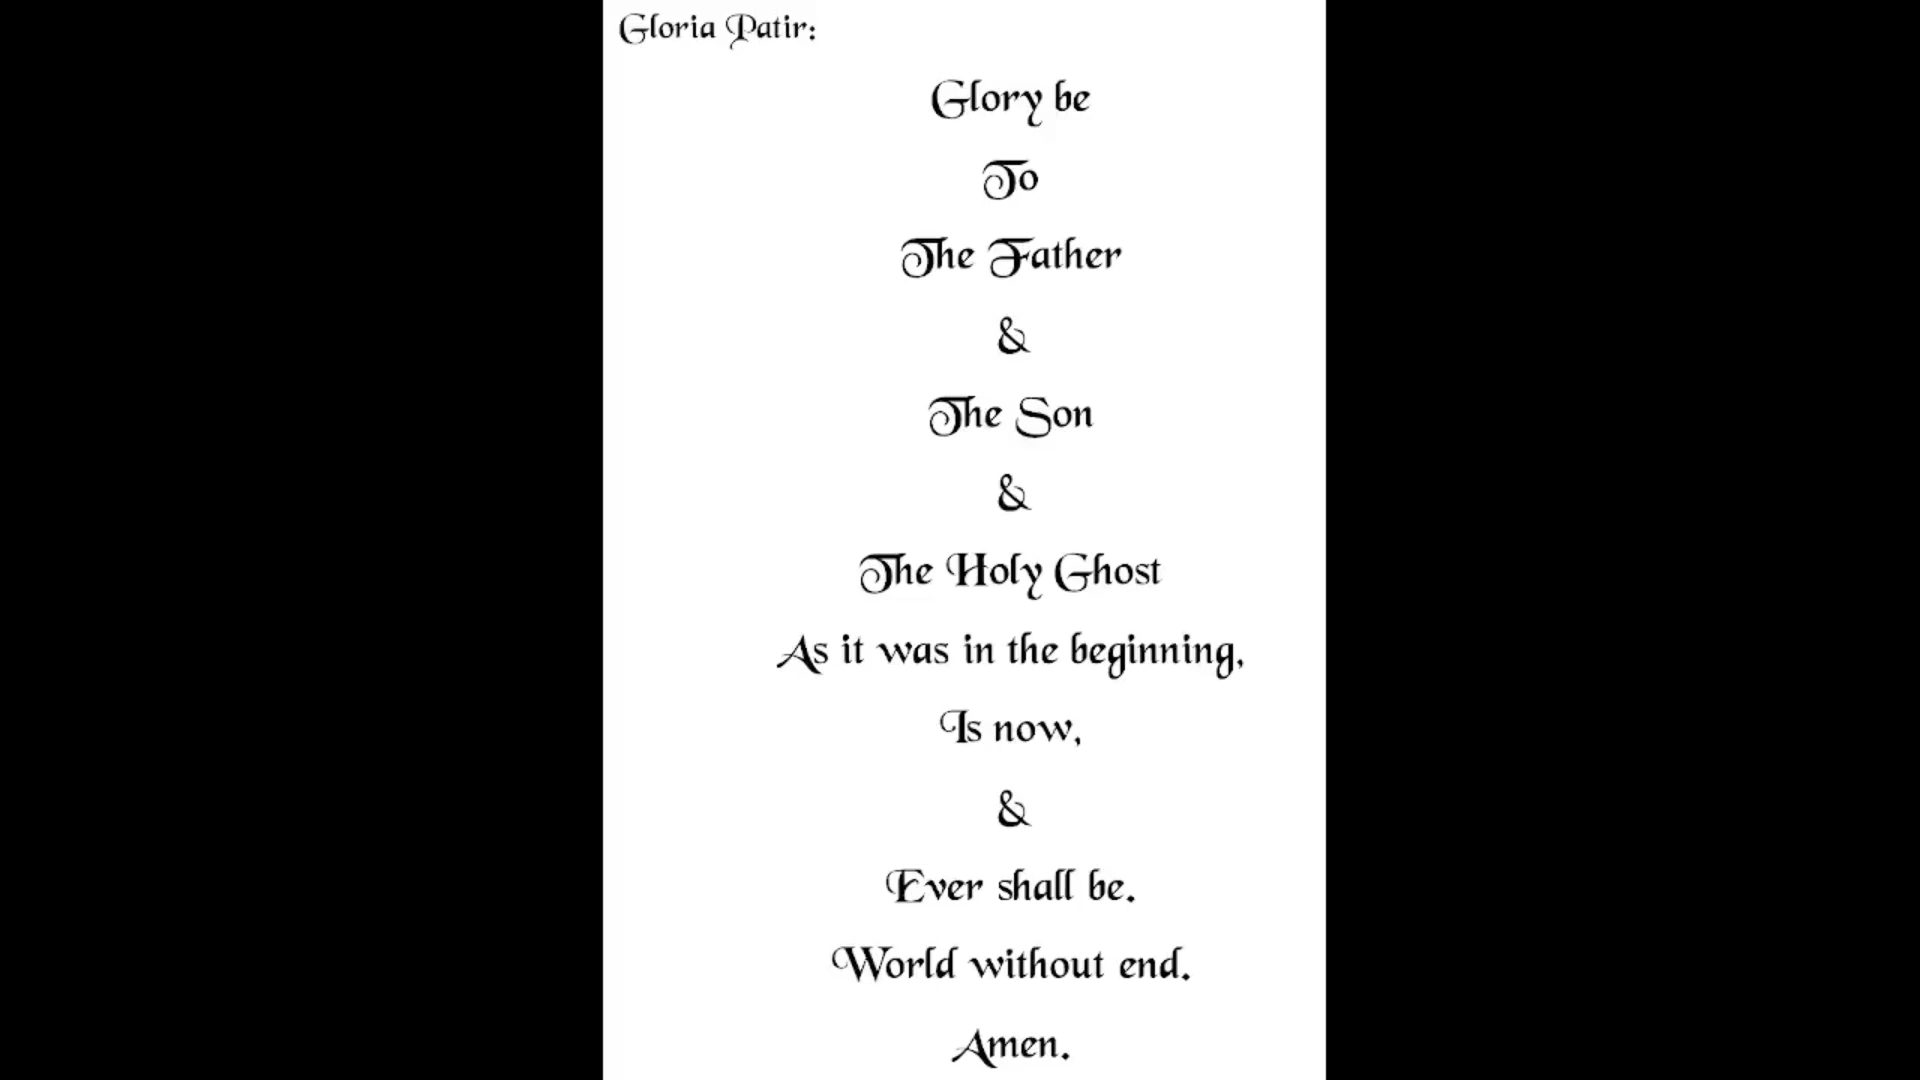 Gloria Patir:
Glory be
To
The Father
&
The Son
&
The Holy Ghost
As it was in the beginning,
Is now,
&
Ever shall be.
World without end.
Amen.